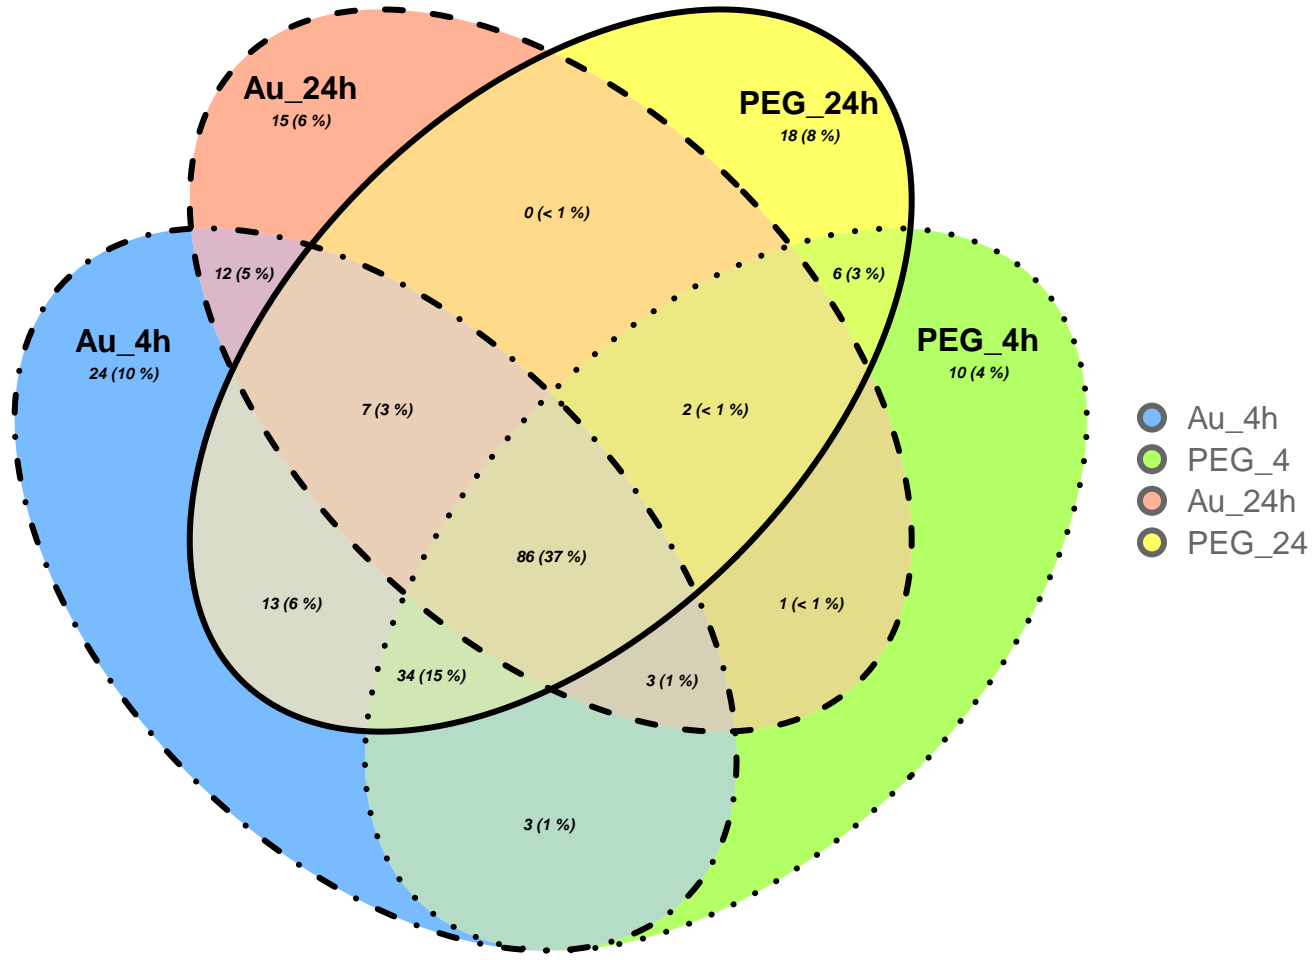 Au_24h
15 (6 %)
PEG_24h
18 (8 %)
0 (< 1 %)
12 (5 %)
6 (3 %)
Au_4h
24 (10 %)
PEG_4h
10 (4 %)
7 (3 %)
2 (< 1 %)
86 (37 %)
13 (6 %)
1 (< 1 %)
34 (15 %)
3 (1 %)
3 (1 %)
Au_4h
PEG_4
Au_24h
PEG_24